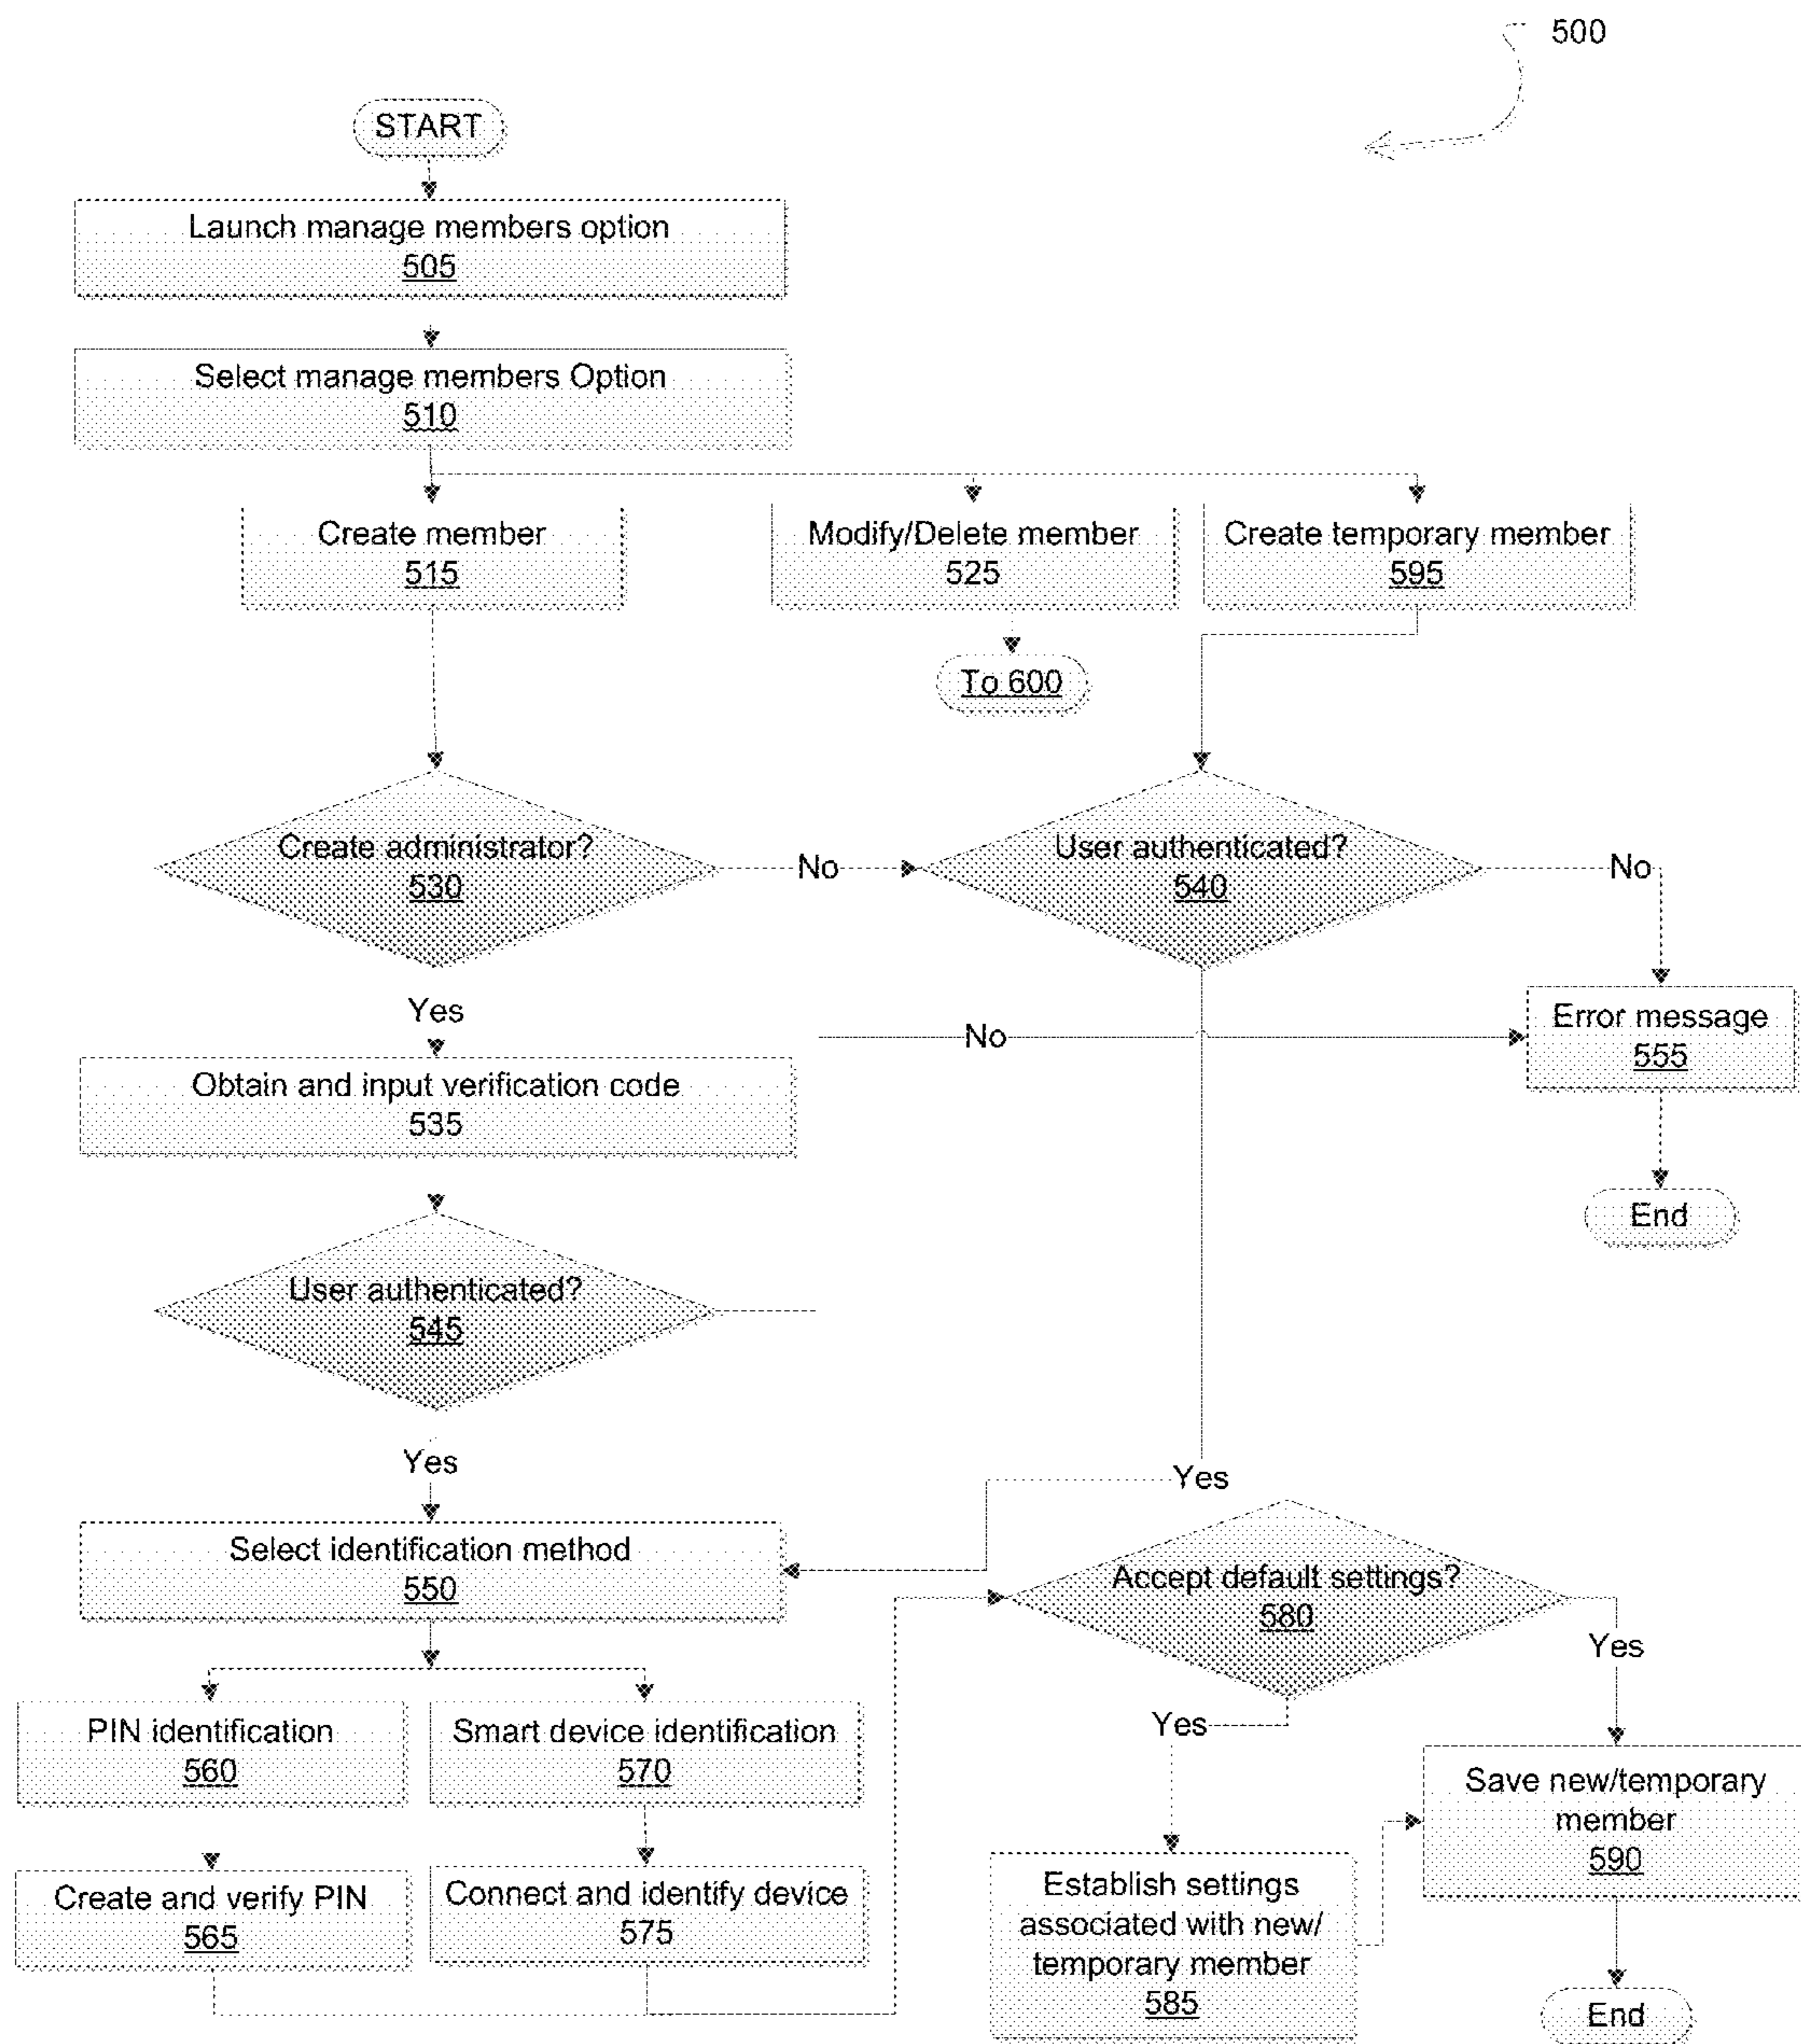 500
START
Launch manage members option
505
Select manage members Option
510
Create member
515
Modify/Delete member
525
Create temporary member
595
To 600
Create administrator?
530
No
User authenticated?
540
No
Yes
Error message
555
No
Obtain and input verification code
535
End
User authenticated?
545
Yes
Yes
Select identification method
550
Accept default settings?
580
Yes
Yes
PIN identification
560
Smart device identification
570
Save new/temporary
member
590
Create and verify PIN
565
Connect and identify device
575
Establish settings
associated with new/
temporary member
585
End